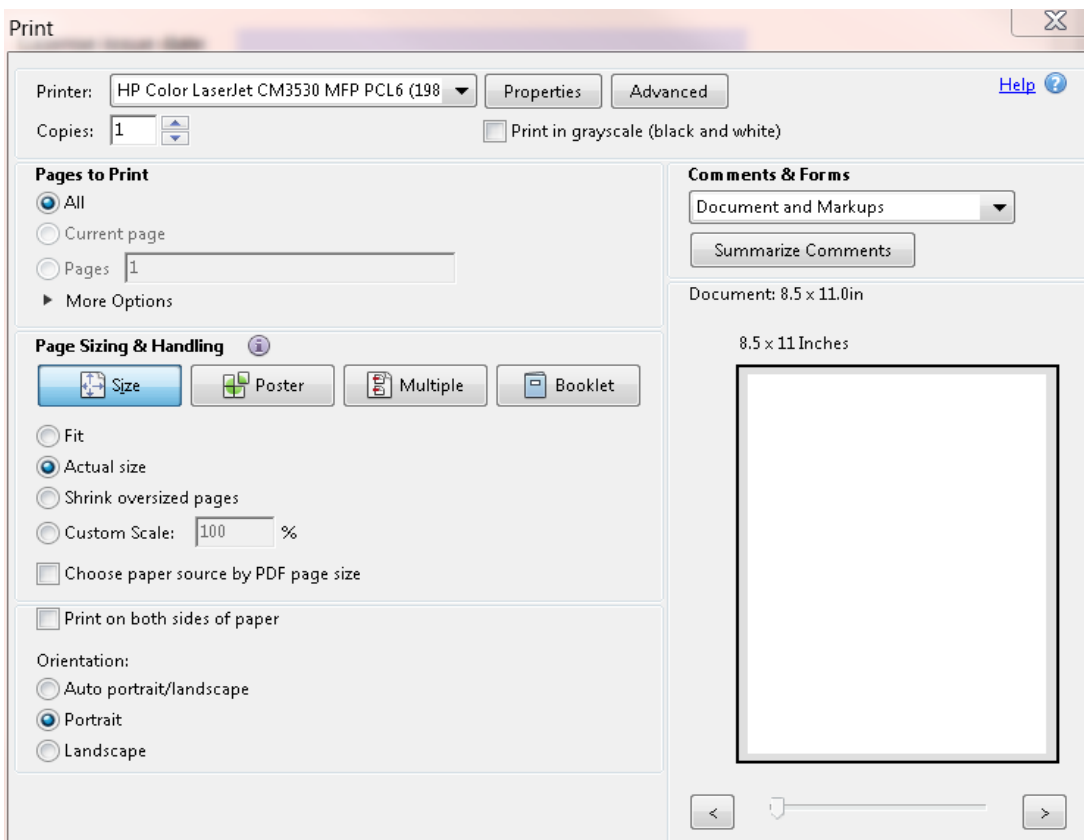 Print
License issue date
Printer: HP Color LaserJet CM3530 MFP PCL6 (198 Properties Advanced Help
Copies: 1 Print in grayscale (black and white)
Pages to Print
All
Current page
Pages 1
More Options
Comments & Forms
Document and Markups
Summarize Comments
Page Sizing & Handling
Size Poster Multiple Booklet
Fit
Actual size
Shrink oversized pages
Custom Scale: 100 %
Choose paper source by PDF page size
Print on both sides of paper
Orientation:
Auto portrait/landscape
Portrait
Landscape
Document: 8.5 x 11.0in
8.5 x 11 Inches
< >